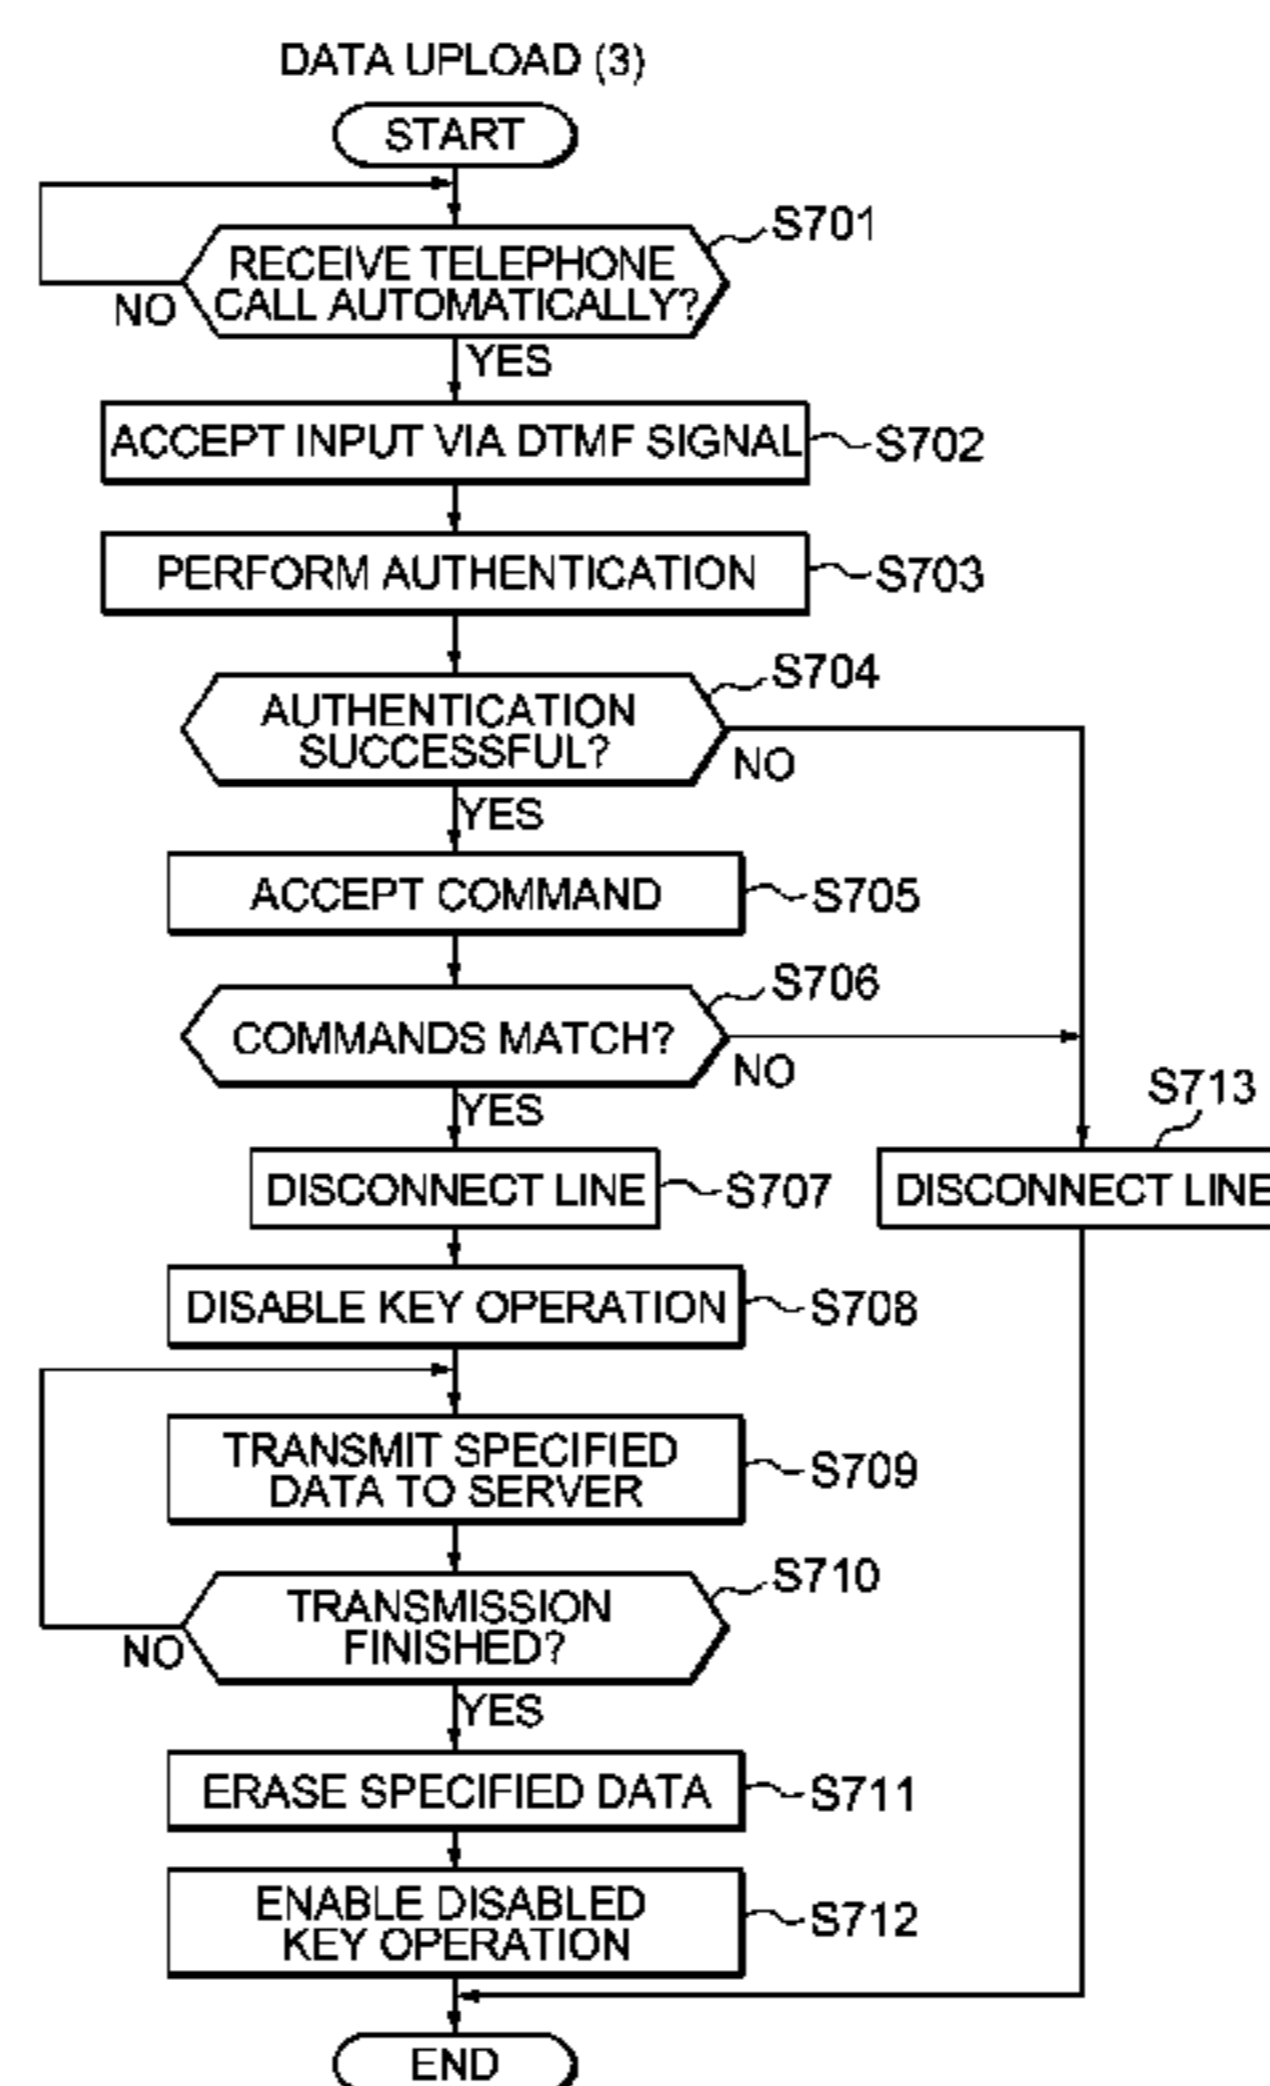 DATA UPLOAD (3)
START
S701
RECEIVE TELEPHONE
CALL AUTOMATICALLY?
NO
YES
ACCEPT INPUT VIA DTMF SIGNAL
S702
PERFORM AUTHENTICATION
S703
S704
AUTHENTICATION
SUCCESSFUL?
NO
YES
ACCEPT COMMAND
S705
S706
COMMANDS MATCH?
NO
YES
S713
DISCONNECT LINE
S707
DISCONNECT LINE
DISABLE KEY OPERATION
S708
TRANSMIT SPECIFIED
DATA TO SERVER
S709
S710
TRANSMISSION
FINISHED?
NO
YES
ERASE SPECIFIED DATA
S711
ENABLE DISABLED
KEY OPERATION
S712
END